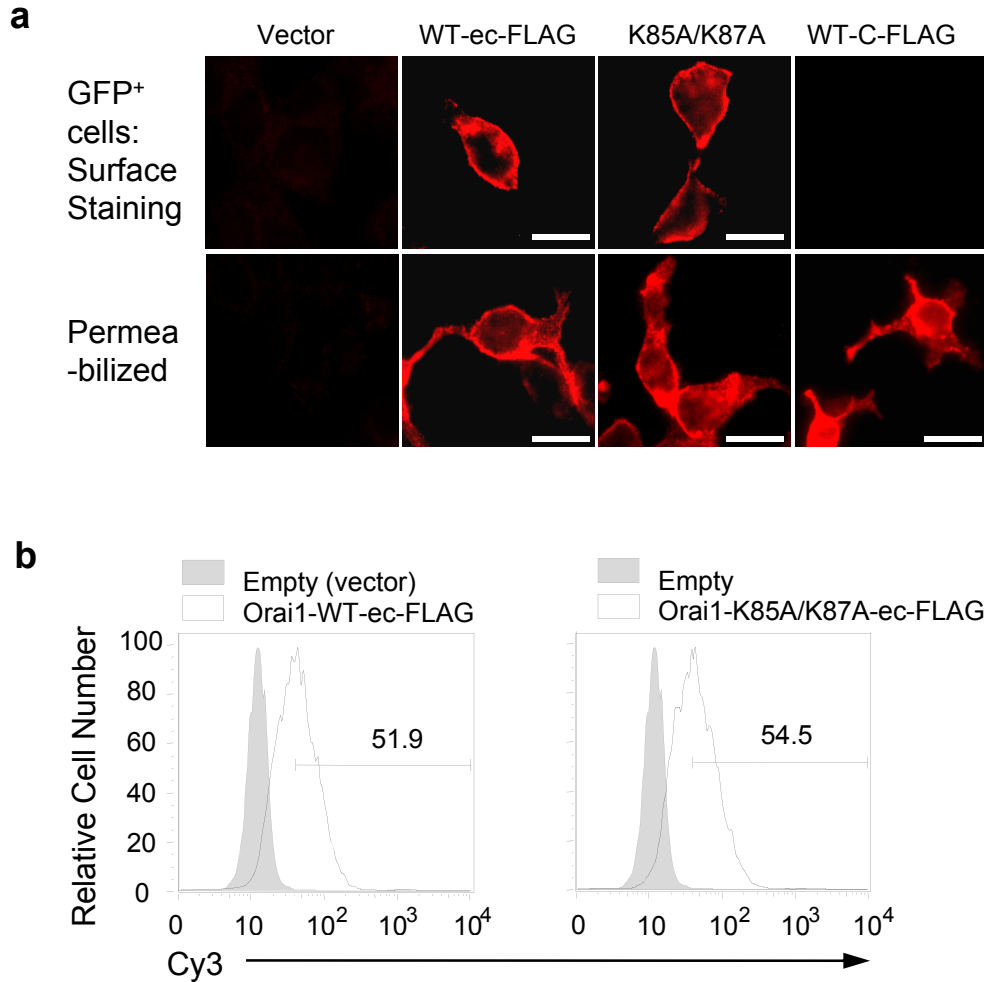 a
Vector WT-ec-FLAG K85A/K87A WT-C-FLAG
GFP+
cells:
Surface
Staining
Permea
-bilized
b
Empty (vector)
Orai1-WT-ec-FLAG
Empty
Orai1-K85A/K87A-ec-FLAG
Relative Cell Number
100
80
60
40
20
0
51.9
54.5
0 10 10² 10³ 10⁴
0 10 10² 10³ 10⁴
Cy3